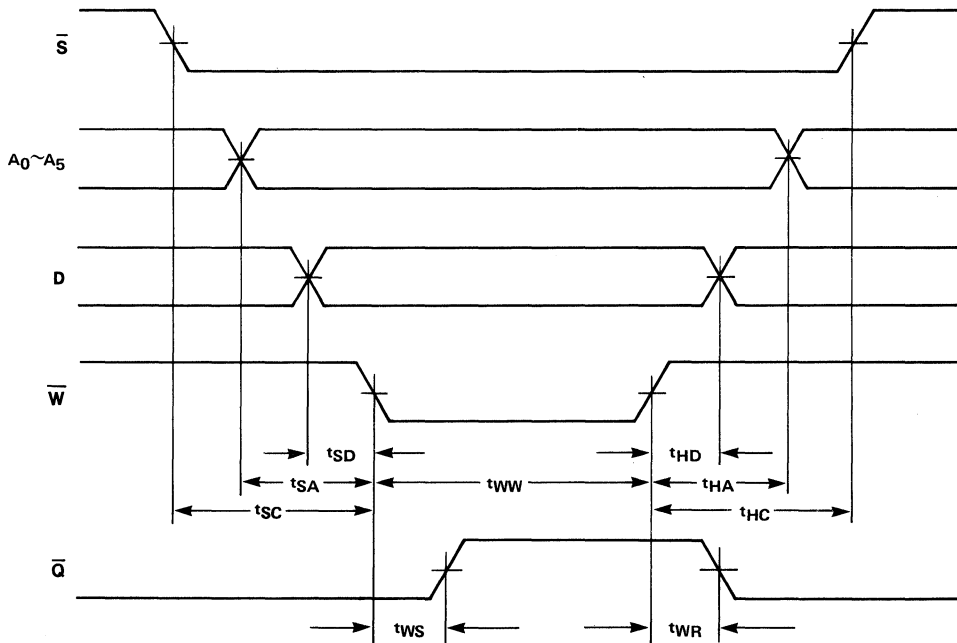 S̅
A₀~A₅
D
W̅
tSD
tHD
tSA
tWW
tHA
tSC
tHC
Q̅
tWS
tWR